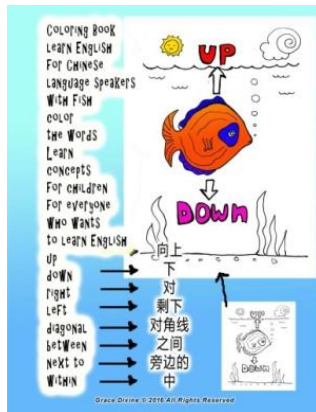 COLORING BOOK
LEARN ENGLISH
FOR CHINESE
LANGUAGE SPEAKERS
WITH FISH
COLOR
THE WORDS
LEARN
CONCEPTS
FOR CHILDREN
FOR EVERYONE
WHO WANTS
TO LEARN ENGLISH
UP 向上
DOWN 下
RIGHT 对
LEFT 剩下
DIAGONAL 对角线
BETWEEN 之间
NEXT TO 旁边的
WITHIN 中
UP
DOWN
UP
DOWN
Grace Divine © 2016 All Rights Reserved